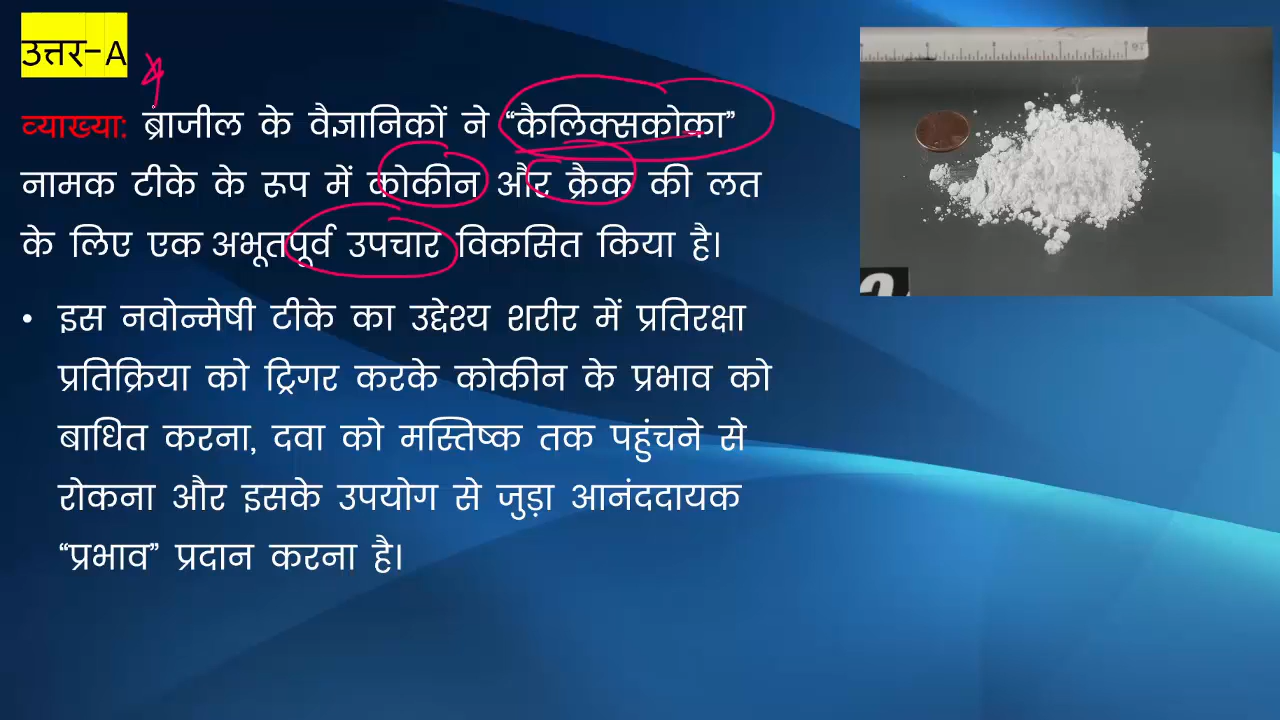 उत्तर-A
व्याख्या: ब्राजील के वैज्ञानिकों ने “कैलिक्सकोका”
नामक टीके के रूप में कोकीन और क्रैक की लत
के लिए एक अभूतपूर्व उपचार विकसित किया है।
• इस नवोन्मेषी टीके का उद्देश्य शरीर में प्रतिरक्षा
प्रतिक्रिया को ट्रिगर करके कोकीन के प्रभाव को
बाधित करना, दवा को मस्तिष्क तक पहुंचने से
रोकना और इसके उपयोग से जुड़ा आनंददायक
“प्रभाव” प्रदान करना है।